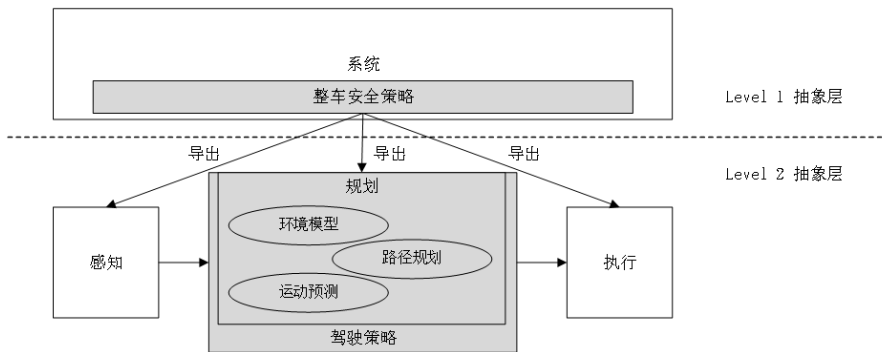 系统
整车安全策略
Level 1 抽象层
导出
导出
导出
Level 2 抽象层
规划
环境模型
感知
路径规划
执行
运动预测
驾驶策略